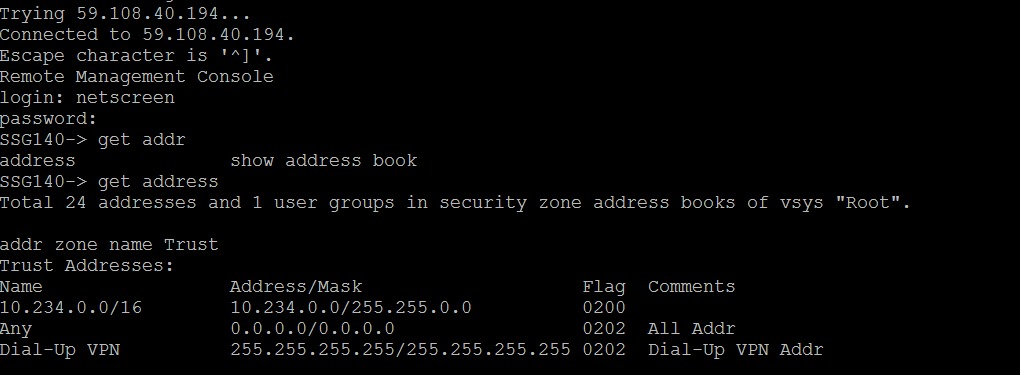 Trying 59.108.40.194...
Connected to 59.108.40.194.
Escape character is '^]'.
Remote Management Console
login: netscreen
password:
SSG140-> get addr
address show address book
SSG140-> get address
Total 24 addresses and 1 user groups in security zone address books of vsys "Root".
addr zone name Trust
Trust Addresses:
Name Address/Mask Flag Comments
10.234.0.0/16 10.234.0.0/255.255.0.0 0200
Any 0.0.0.0/0.0.0.0 0202 All Addr
Dial-Up VPN 255.255.255.255/255.255.255.255 0202 Dial-Up VPN Addr